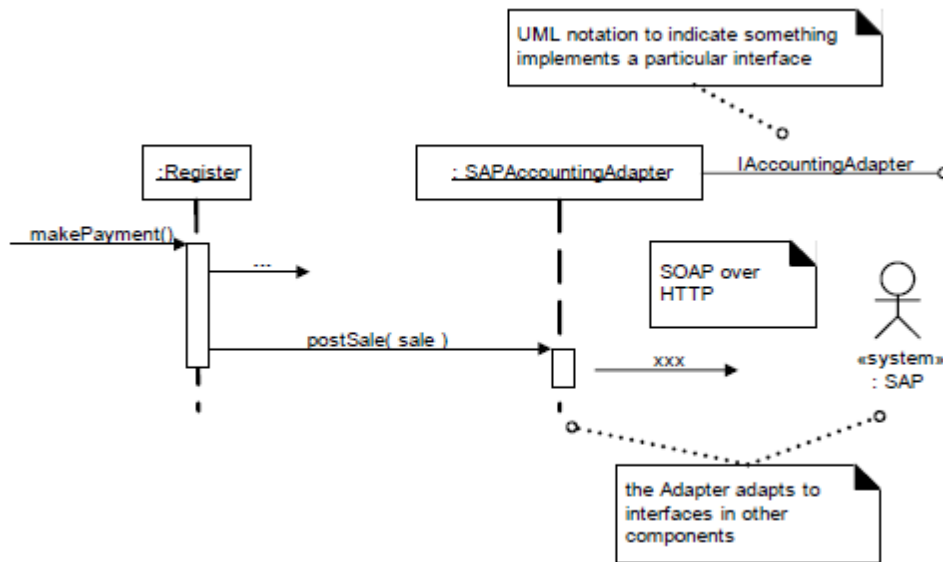 UML notation to indicate something
implements a particular interface
:Register
: SAPAccountingAdapter
IAccountingAdapter
makePayment()
...
SOAP over
HTTP
postSale( sale )
xxx
«system»
: SAP
the Adapter adapts to
interfaces in other
components